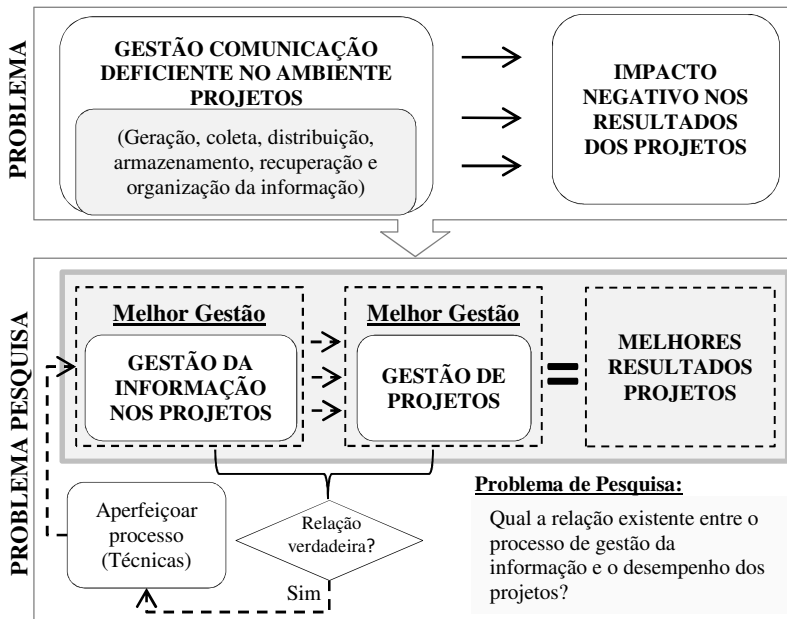 PROBLEMA
GESTÃO COMUNICAÇÃO
DEFICIENTE NO AMBIENTE
PROJETOS
(Geração, coleta, distribuição,
armazenamento, recuperação e
organização da informação)
IMPACTO
NEGATIVO NOS
RESULTADOS
DOS PROJETOS
PROBLEMA PESQUISA
Melhor Gestão
GESTÃO DA
INFORMAÇÃO
NOS PROJETOS
Melhor Gestão
GESTÃO DE
PROJETOS
=
MELHORES
RESULTADOS
PROJETOS
Aperfeiçoar
processo
(Técnicas)
Relação
verdadeira?
Sim
Problema de Pesquisa:
Qual a relação existente entre o
processo de gestão da
informação e o desempenho dos
projetos?